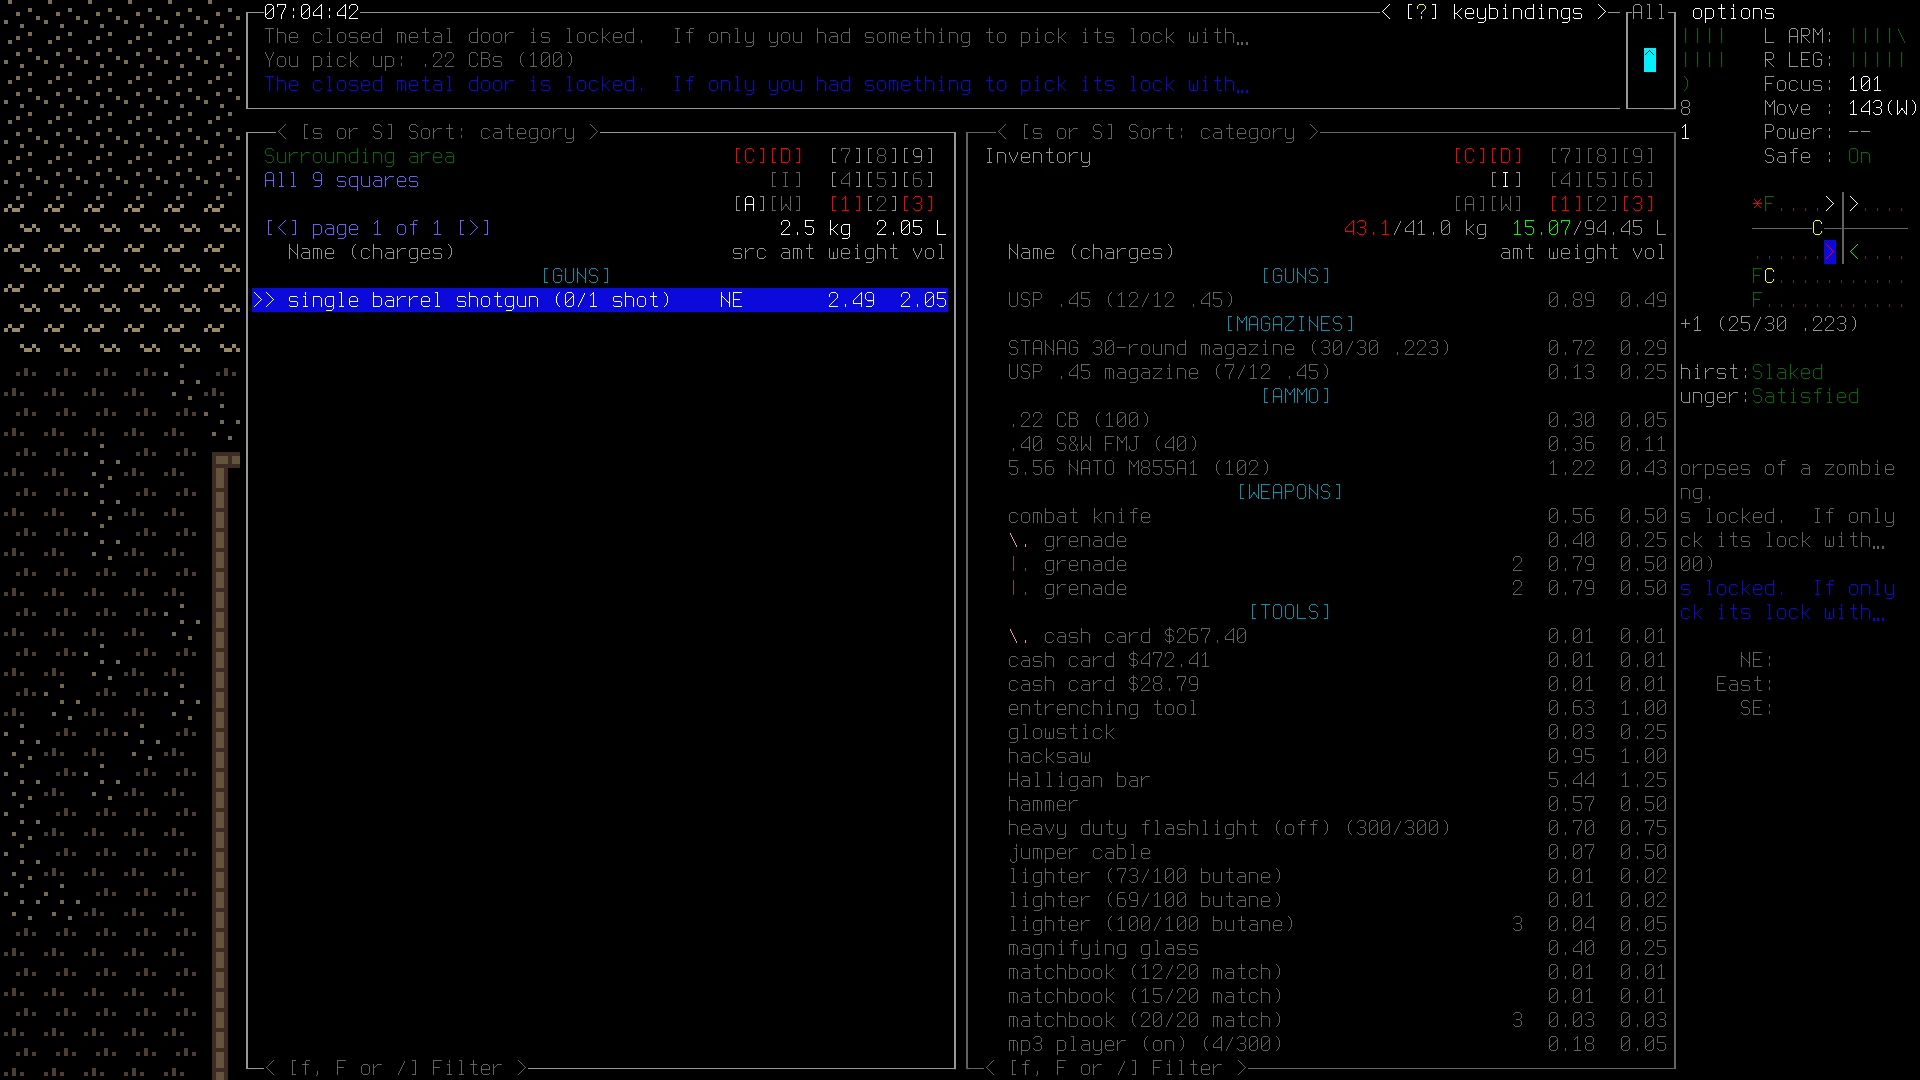 07:04:42 < [?] keybindings > All options
The closed metal door is locked.  If only you had something to pick its lock with…
You pick up: .22 CBs (100)
The closed metal door is locked.  If only you had something to pick its lock with…
^
< [s or S] Sort: category >
Surrounding area [C][D] [7][8][9]
All 9 squares [I] [4][5][6]
[A][W] [1][2][3]
[<] page 1 of 1 [>] 2.5 kg 2.05 L
Name (charges) src amt weight vol
[GUNS]
>> single barrel shotgun (0/1 shot) NE 2.49 2.05
< [f, F or /] Filter >
< [s or S] Sort: category >
Inventory [C][D] [7][8][9]
[I] [4][5][6]
[A][W] [1][2][3]
43.1/41.0 kg 15.07/94.45 L
Name (charges) amt weight vol
[GUNS]
USP .45 (12/12 .45) 0.89 0.49
[MAGAZINES]
STANAG 30-round magazine (30/30 .223) 0.72 0.29
USP .45 magazine (7/12 .45) 0.13 0.25
[AMMO]
.22 CB (100) 0.30 0.05
.40 S&W FMJ (40) 0.36 0.11
5.56 NATO M855A1 (102) 1.22 0.43
[WEAPONS]
combat knife 0.56 0.50
\. grenade 0.40 0.25
|. grenade 2 0.79 0.50
|. grenade 2 0.79 0.50
[TOOLS]
\. cash card $267.40 0.01 0.01
cash card $472.41 0.01 0.01
cash card $28.79 0.01 0.01
entrenching tool 0.63 1.00
glowstick 0.03 0.25
hacksaw 0.95 1.00
Halligan bar 5.44 1.25
hammer 0.57 0.50
heavy duty flashlight (off) (300/300) 0.70 0.75
jumper cable 0.07 0.50
lighter (73/100 butane) 0.01 0.02
lighter (69/100 butane) 0.01 0.02
lighter (100/100 butane) 3 0.04 0.05
magnifying glass 0.40 0.25
matchbook (12/20 match) 0.01 0.01
matchbook (15/20 match) 0.01 0.01
matchbook (20/20 match) 3 0.03 0.03
mp3 player (on) (4/300) 0.18 0.05
< [f, F or /] Filter >
|||| L ARM: ||||\
|||| R LEG: |||||
) Focus: 101
8 Move : 143(W)
1 Power: --
Safe : On
*F....>|>....
C
......>|<....
FC...........
F............
+1 (25/30 .223)
hirst:Slaked
unger:Satisfied
orpses of a zombie
ng.
s locked.  If only
ck its lock with…
00)
s locked.  If only
ck its lock with…
NE:
East:
SE: